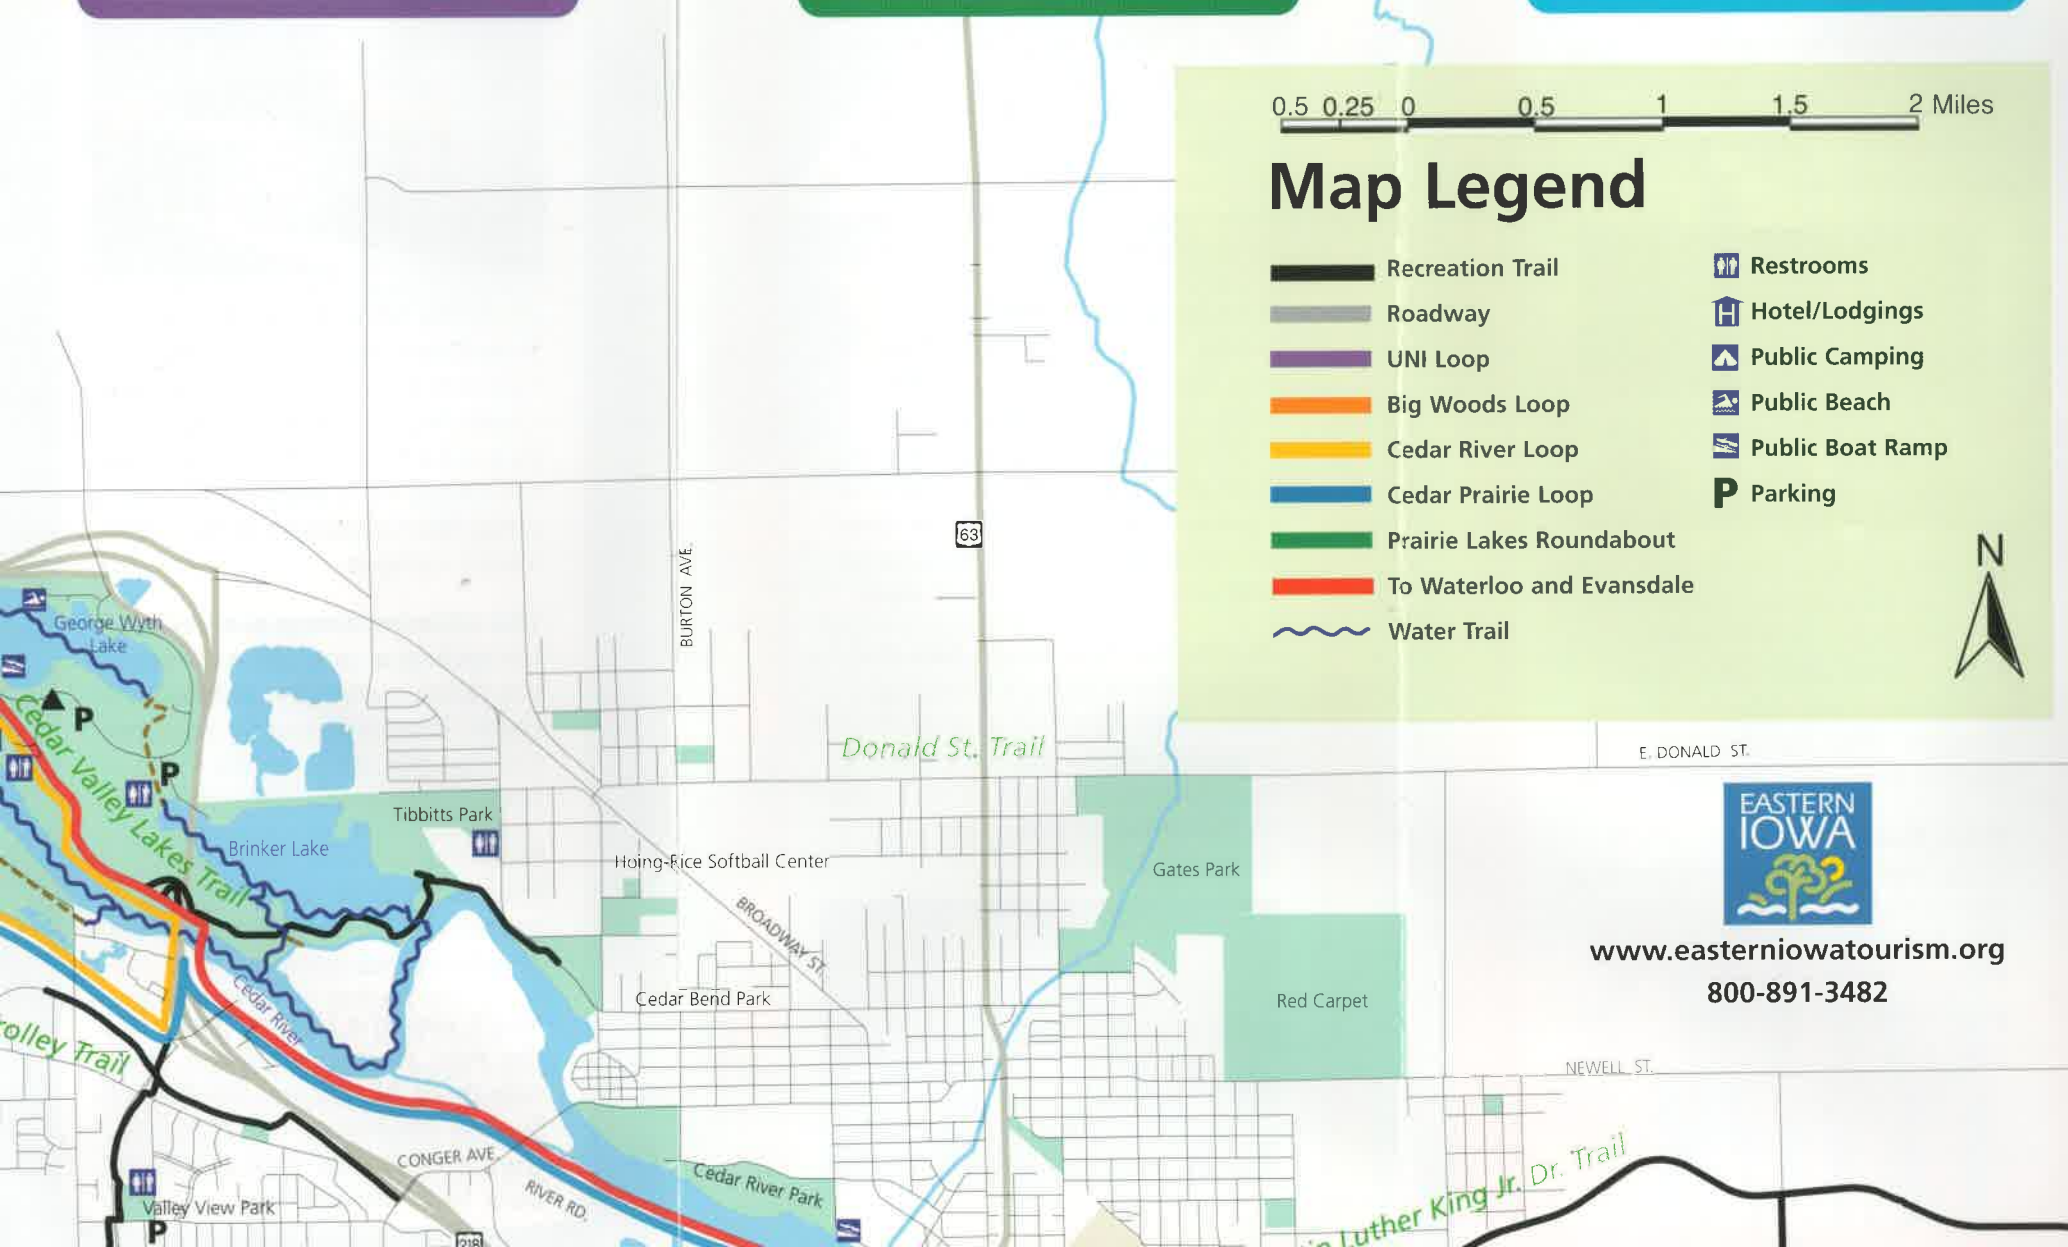 0.5 0.25 0 0.5 1 1.5 2 Miles
Map Legend
Recreation Trail
Roadway
UNI Loop
Big Woods Loop
Cedar River Loop
Cedar Prairie Loop
Prairie Lakes Roundabout
To Waterloo and Evansdale
Water Trail
Restrooms
H Hotel/Lodgings
Public Camping
Public Beach
Public Boat Ramp
P Parking
N
63
BURTON AVE.
George Wyth
Lake
P
P
Cedar Valley Lakes Trail
Donald St. Trail
E. DONALD ST.
Tibbitts Park
Brinker Lake
Hoing-Rice Softball Center
BROADWAY ST.
Gates Park
EASTERN
IOWA
www.easterniowatourism.org
800-891-3482
Cedar River
Cedar Bend Park
Red Carpet
olley Trail
NEWELL ST.
CONGER AVE.
RIVER RD.
Cedar River Park
Valley View Park
P
218
Luther King Jr. Dr. Trail